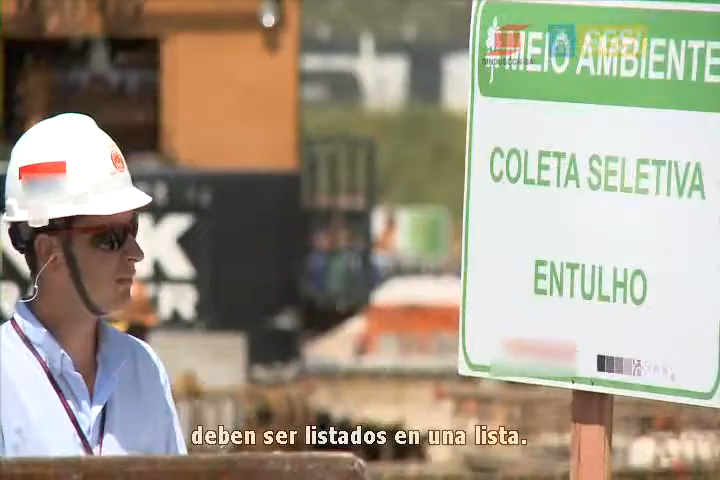 MEIO AMBIENTE
COLETA SELETIVA
ENTULHO
deben ser listados en una lista.